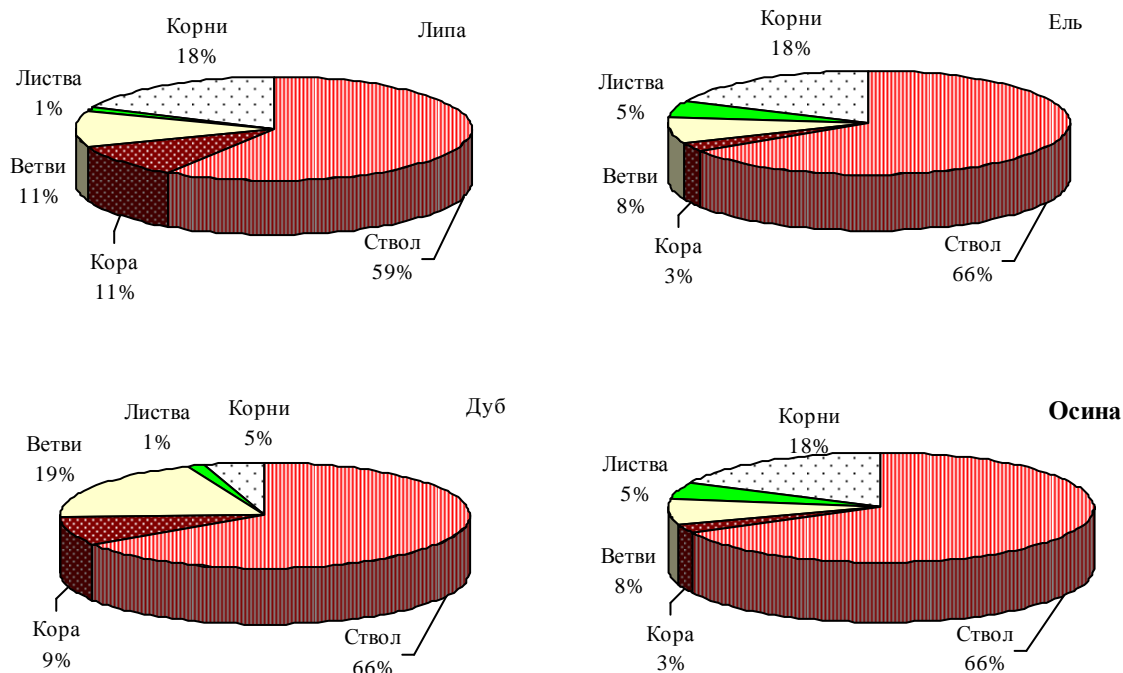 Липа
Корни
18%
Листва
1%
Ветви
11%
Кора
11%
Ствол
59%
Ель
Корни
18%
Листва
5%
Ветви
8%
Кора
3%
Ствол
66%
Дуб
Листва
1%
Корни
5%
Ветви
19%
Кора
9%
Ствол
66%
Осина
Корни
18%
Листва
5%
Ветви
8%
Кора
3%
Ствол
66%